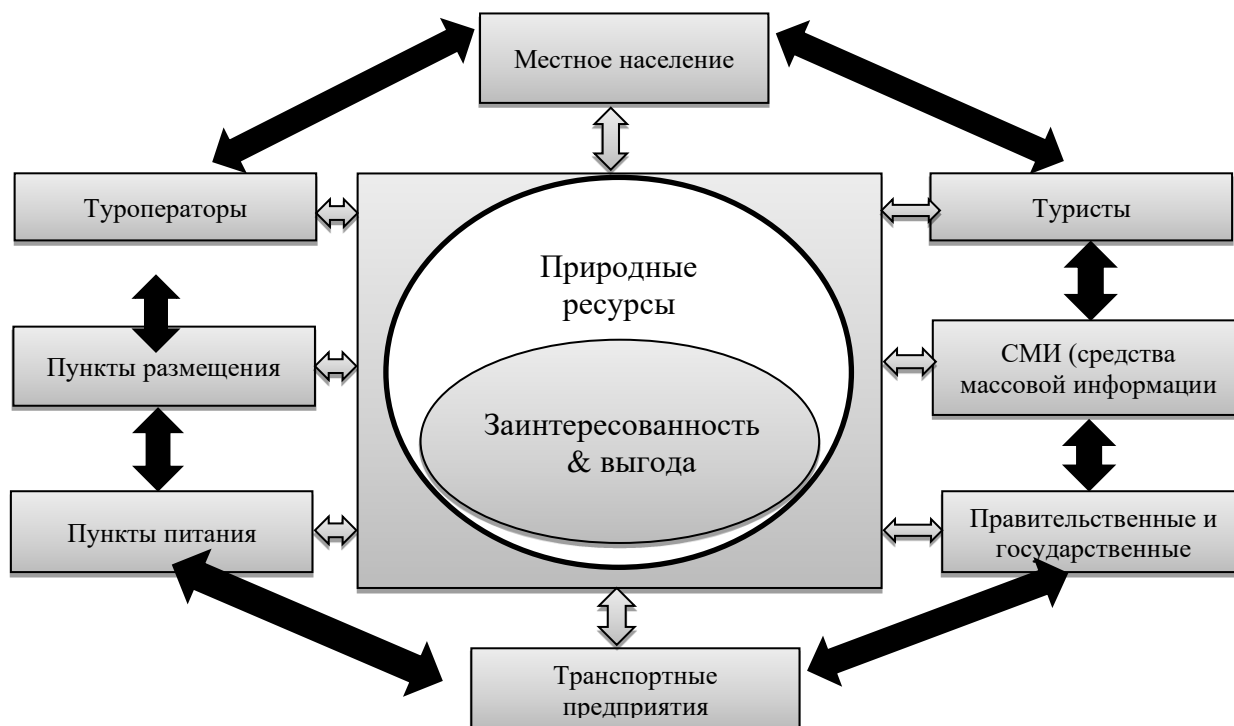 Местное население
Туроператоры
Туристы
Природные
ресурсы
Пункты размещения
СМИ (средства
массовой информации
Заинтересованность
& выгода
Пункты питания
Правительственные и
государственные
Транспортные
предприятия